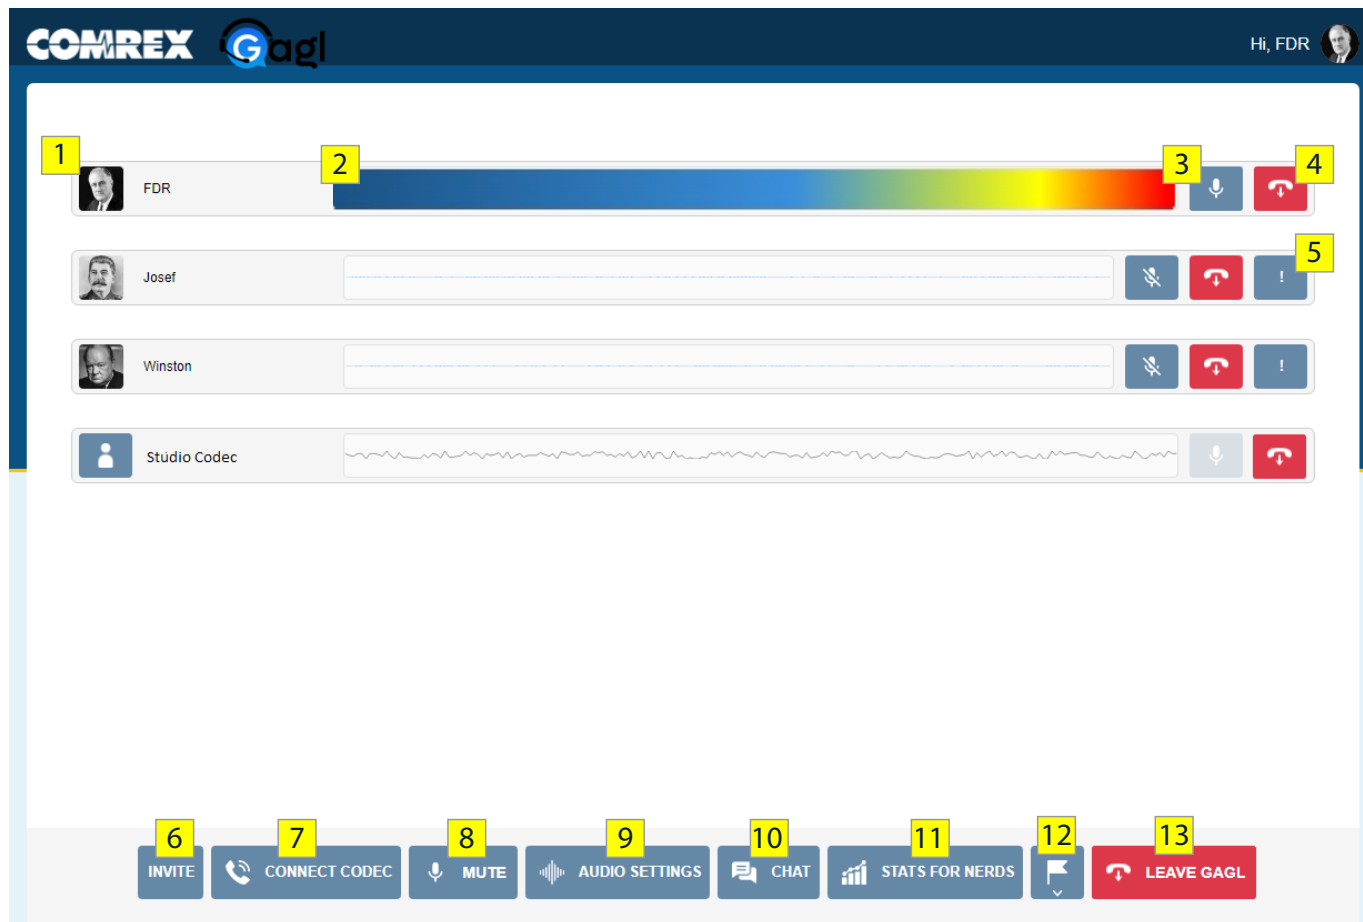 COMREX Gagl Hi, FDR
1 2 3 4
FDR
5
Josef !
Winston !
Studio Codec
6 7 8 9 10 11 12 13
INVITE CONNECT CODEC MUTE AUDIO SETTINGS CHAT STATS FOR NERDS LEAVE GAGL